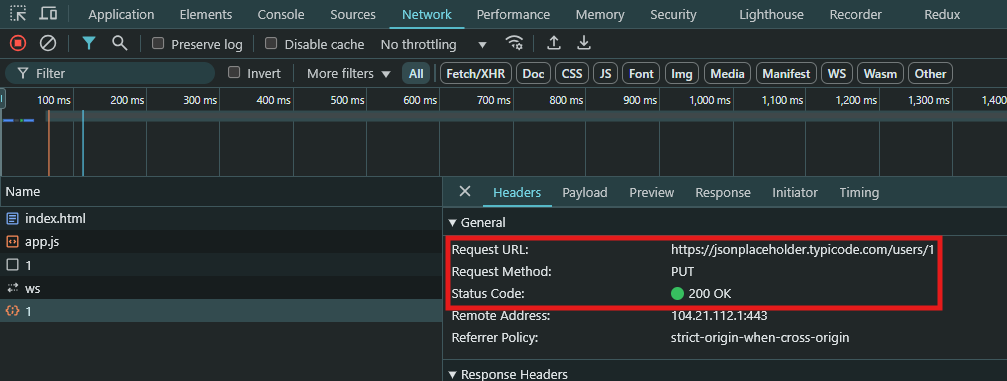 Application Elements Console Sources Network Performance Memory Security Lighthouse Recorder Redux
Preserve log Disable cache No throttling
Filter Invert More filters All Fetch/XHR Doc CSS JS Font Img Media Manifest WS Wasm Other
100 ms 200 ms 300 ms 400 ms 500 ms 600 ms 700 ms 800 ms 900 ms 1,000 ms 1,100 ms 1,200 ms 1,300 ms 1,400
Name
index.html
app.js
1
ws
1
Headers Payload Preview Response Initiator Timing
General
Request URL: https://jsonplaceholder.typicode.com/users/1
Request Method: PUT
Status Code: 200 OK
Remote Address: 104.21.112.1:443
Referrer Policy: strict-origin-when-cross-origin
Response Headers